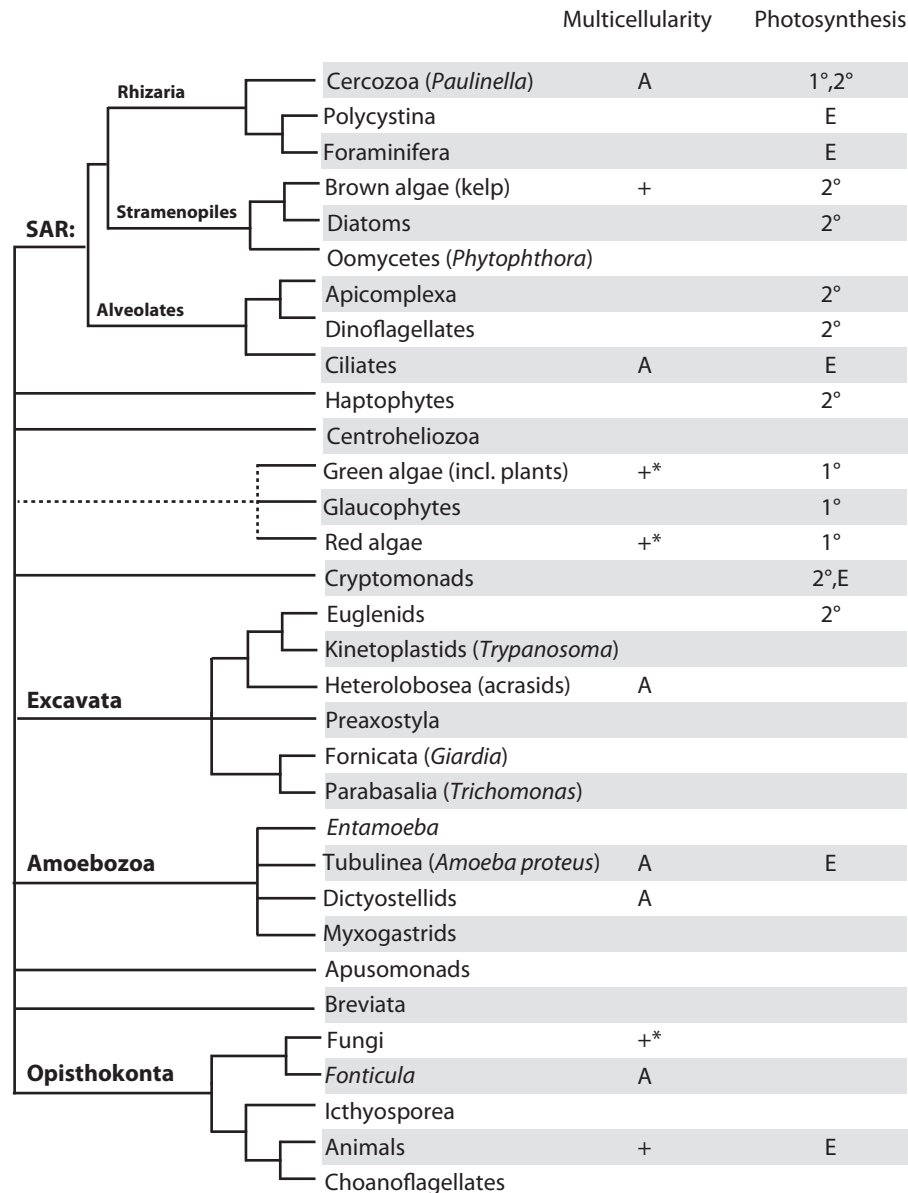 Multicellularity Photosynthesis
Rhizaria
Cercozoa (Paulinella) A 1°,2°
Polycystina E
Foraminifera E
Brown algae (kelp) + 2°
Stramenopiles
Diatoms 2°
SAR:
Oomycetes (Phytophthora)
Apicomplexa 2°
Alveolates
Dinoflagellates 2°
Ciliates A E
Haptophytes 2°
Centroheliozoa
Green algae (incl. plants) +* 1°
Glaucophytes 1°
Red algae +* 1°
Cryptomonads 2°,E
Euglenids 2°
Kinetoplastids (Trypanosoma)
Heterolobosea (acrasids) A
Excavata
Preaxostyla
Fornicata (Giardia)
Parabasalia (Trichomonas)
Entamoeba
Amoebozoa
Tubulinea (Amoeba proteus) A E
Dictyostellids A
Myxogastrids
Apusomonads
Breviata
Fungi +*
Opisthokonta
Fonticula A
Icthyosporea
Animals + E
Choanoflagellates